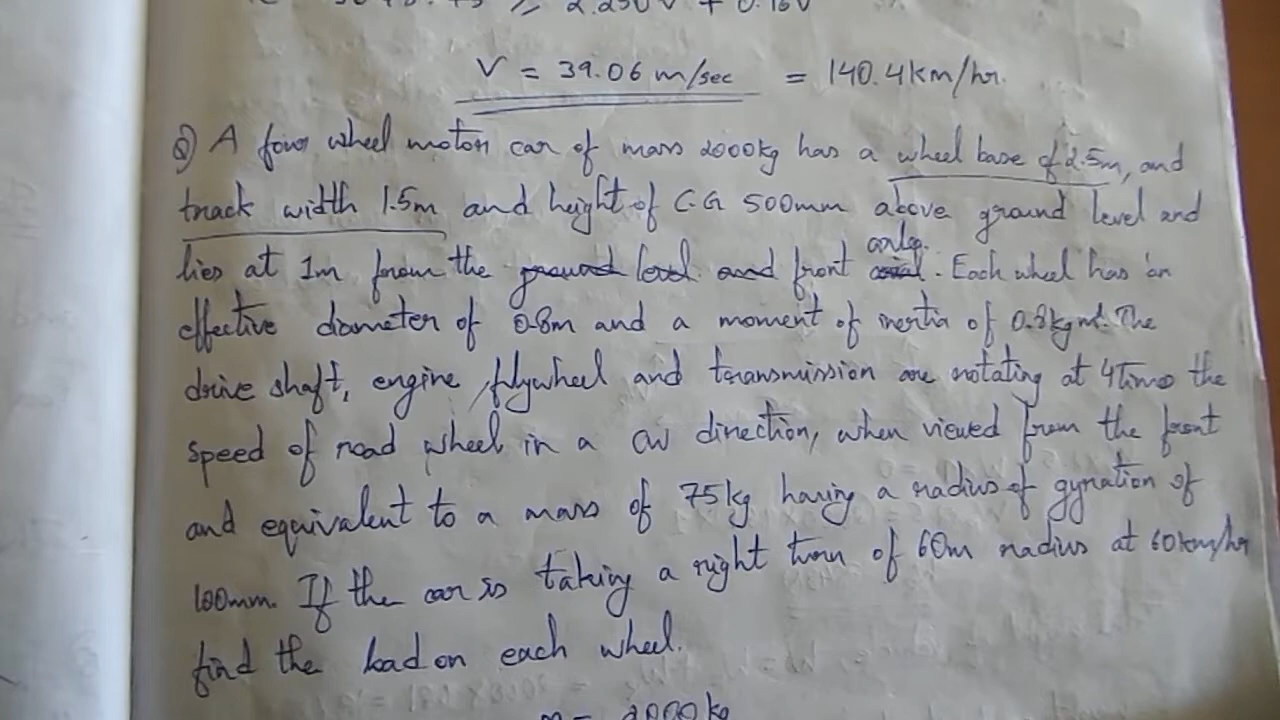 2.250V + 0.16V
V = 39.06 m/sec = 140.4 km/hr.
Q) A four wheel motor car of mass 2000kg has a wheel base of 2.5m, and
track width 1.5m and height of C.G 500mm above ground level and
lies at 1m from the ground level and front axle. Each wheel has an
effective diameter of 0.8m and a moment of inertia of 0.8kgm². The
drive shaft, engine, flywheel and transmission are rotating at 4 times the
speed of road wheel in a cw direction, when viewed from the front
and equivalent to a mass of 75kg having a radius of gyration of
100mm. If the car is taking a right turn of 60m radius at 60km/hr
find the load on each wheel.
m = 2000 kg